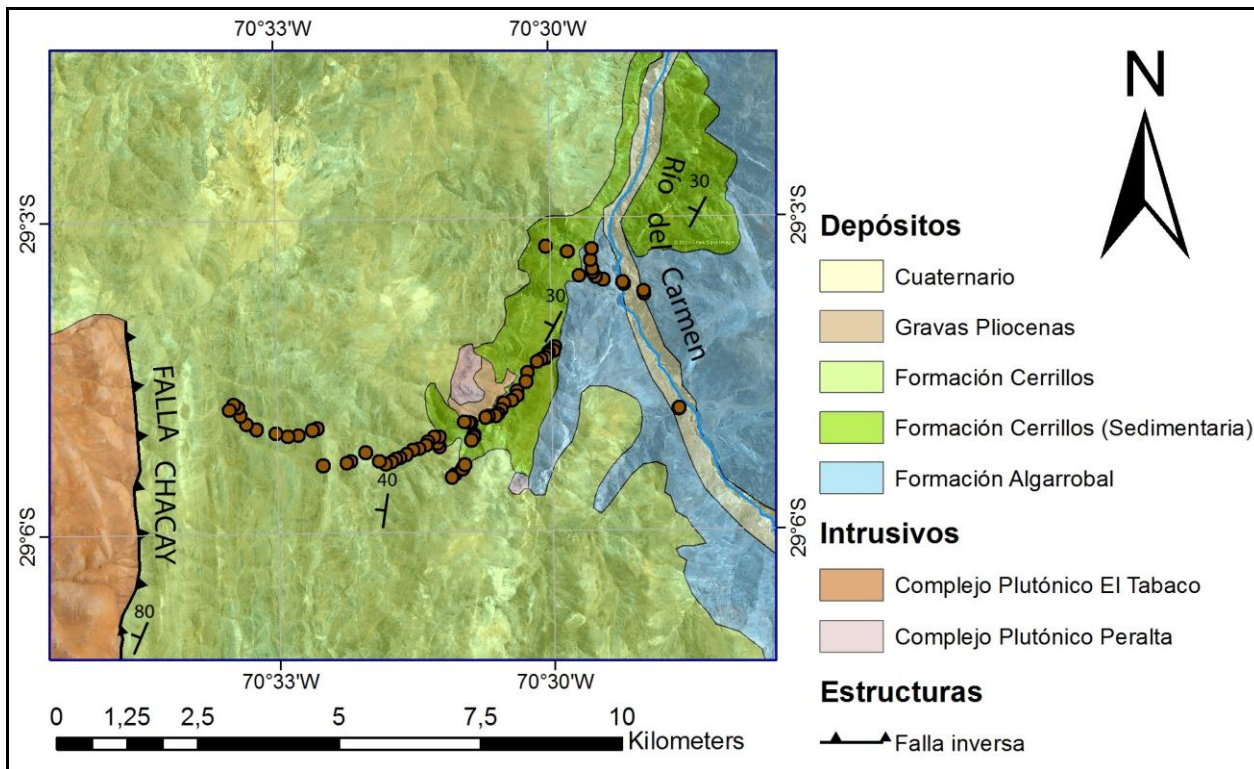 70°33'W
70°30'W
N
29°3'S
29°3'S
Río del Carmen
30
30
FALLA CHACAY
40
80
29°6'S
29°6'S
70°33'W
70°30'W
0
1,25
2,5
5
7,5
10
Kilometers
Depósitos
Cuaternario
Gravas Pliocenas
Formación Cerrillos
Formación Cerrillos (Sedimentaria)
Formación Algarrobal
Intrusivos
Complejo Plutónico El Tabaco
Complejo Plutónico Peralta
Estructuras
Falla inversa